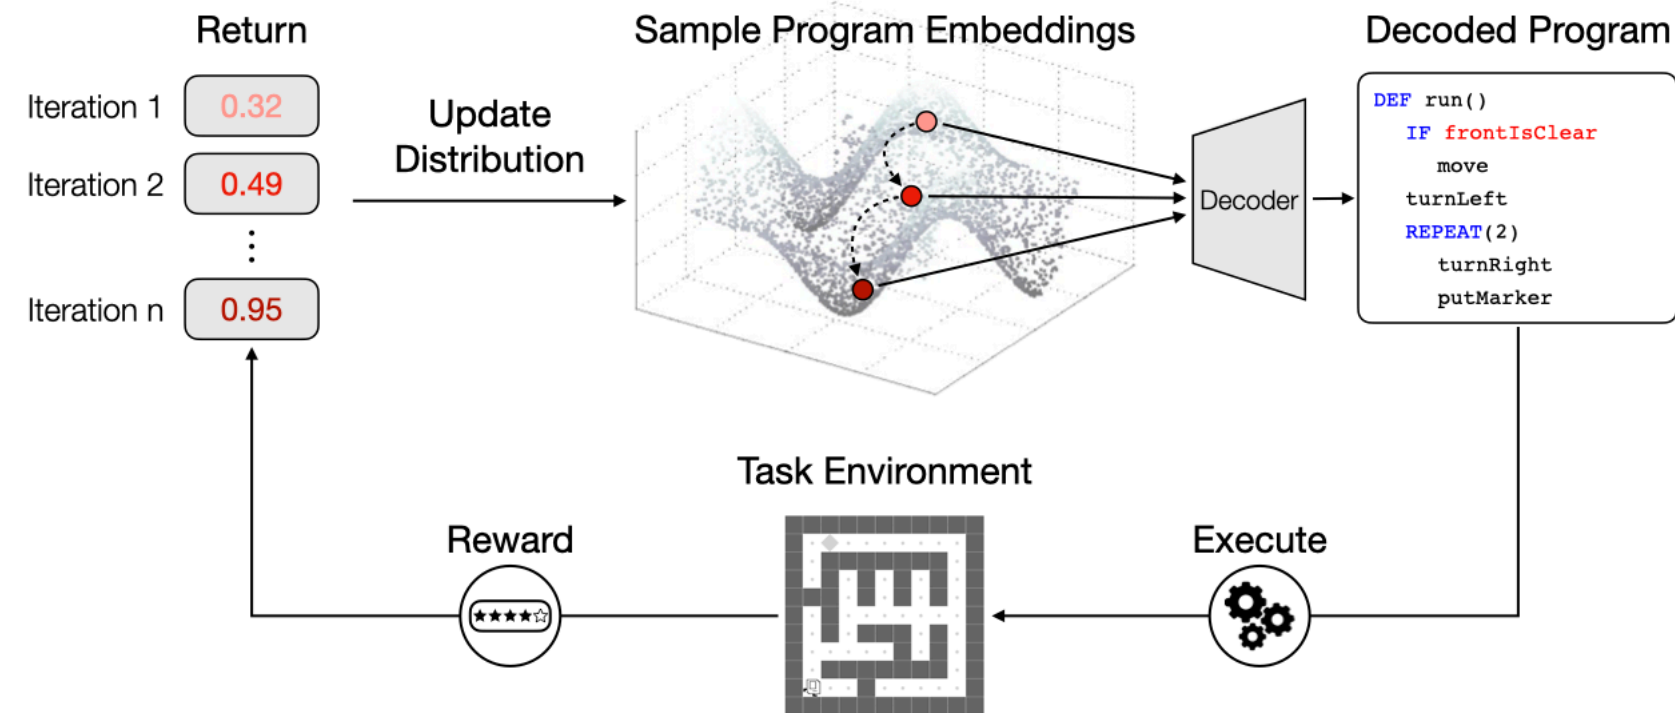 Return
Iteration 1
0.32
Iteration 2
0.49
Iteration n
0.95
Update
Distribution
Sample Program Embeddings
Decoder
Decoded Program
DEF run()
IF frontIsClear
move
turnLeft
REPEAT(2)
turnRight
putMarker
Task Environment
Reward
Execute